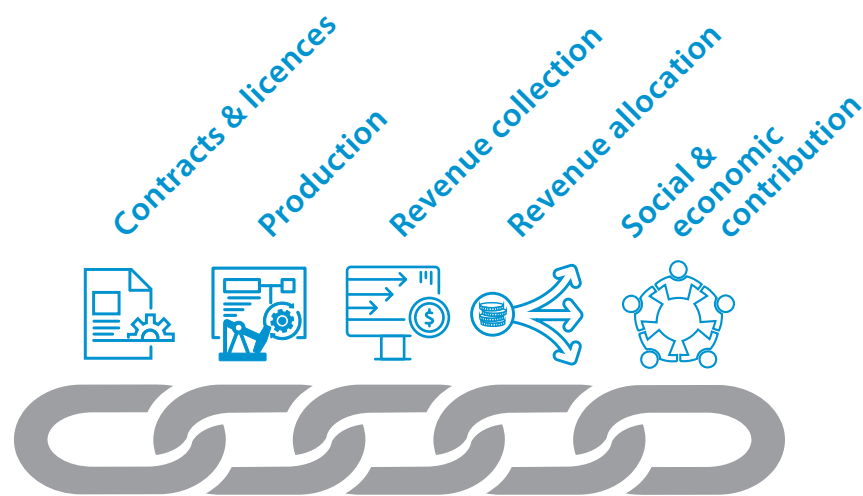 Contracts & licences
Production
Revenue collection
Revenue allocation
Social &
economic
contribution
$